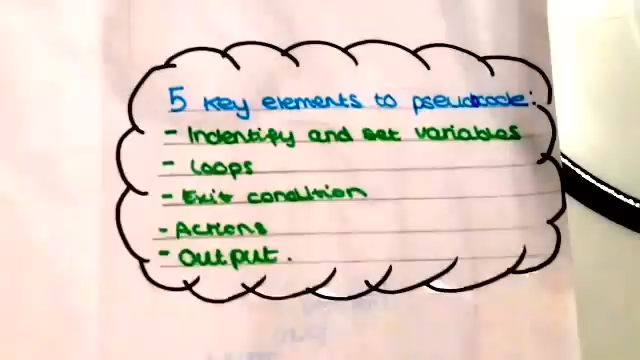 5 key elements to pseudocode:
- Indentify and set variables
- Loops
- Exit condition
- Actions
- Output.